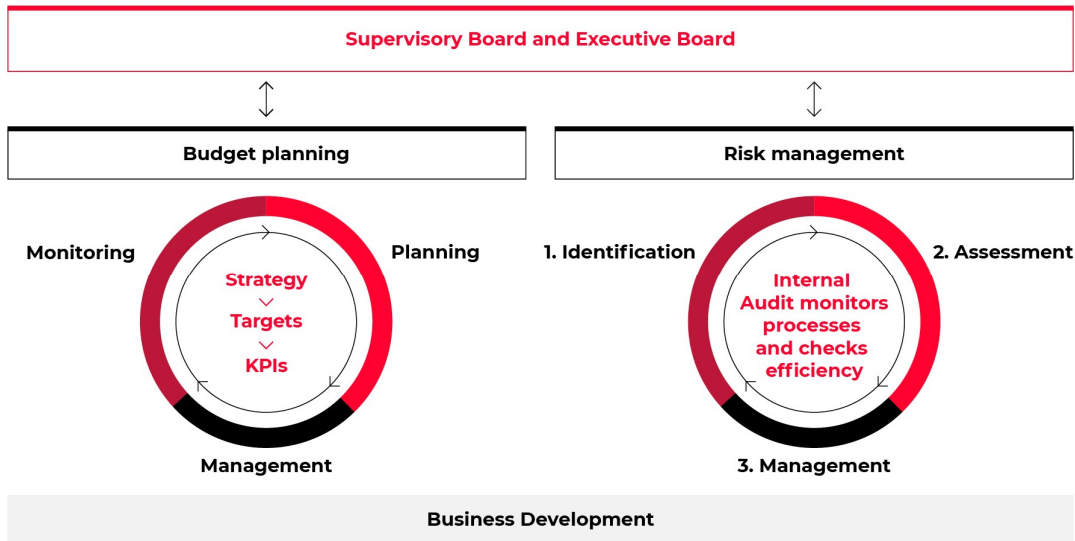 Supervisory Board and Executive Board
Budget planning
Risk management
Monitoring
Planning
Strategy
Targets
KPIs
Management
1. Identification
2. Assessment
Internal
Audit monitors
processes
and checks
efficiency
3. Management
Business Development